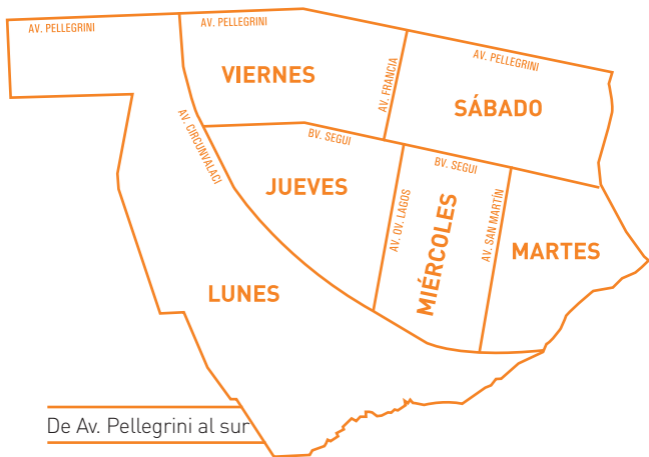 AV. PELLEGRINI
AV. PELLEGRINI
AV. PELLEGRINI
VIERNES
AV. FRANCIA
SÁBADO
AV. CIRCUNVALACI
BV. SEGUI
BV. SEGUI
JUEVES
AV. OV. LAGOS
MIÉRCOLES
AV. SAN MARTÍN
MARTES
LUNES
De Av. Pellegrini al sur